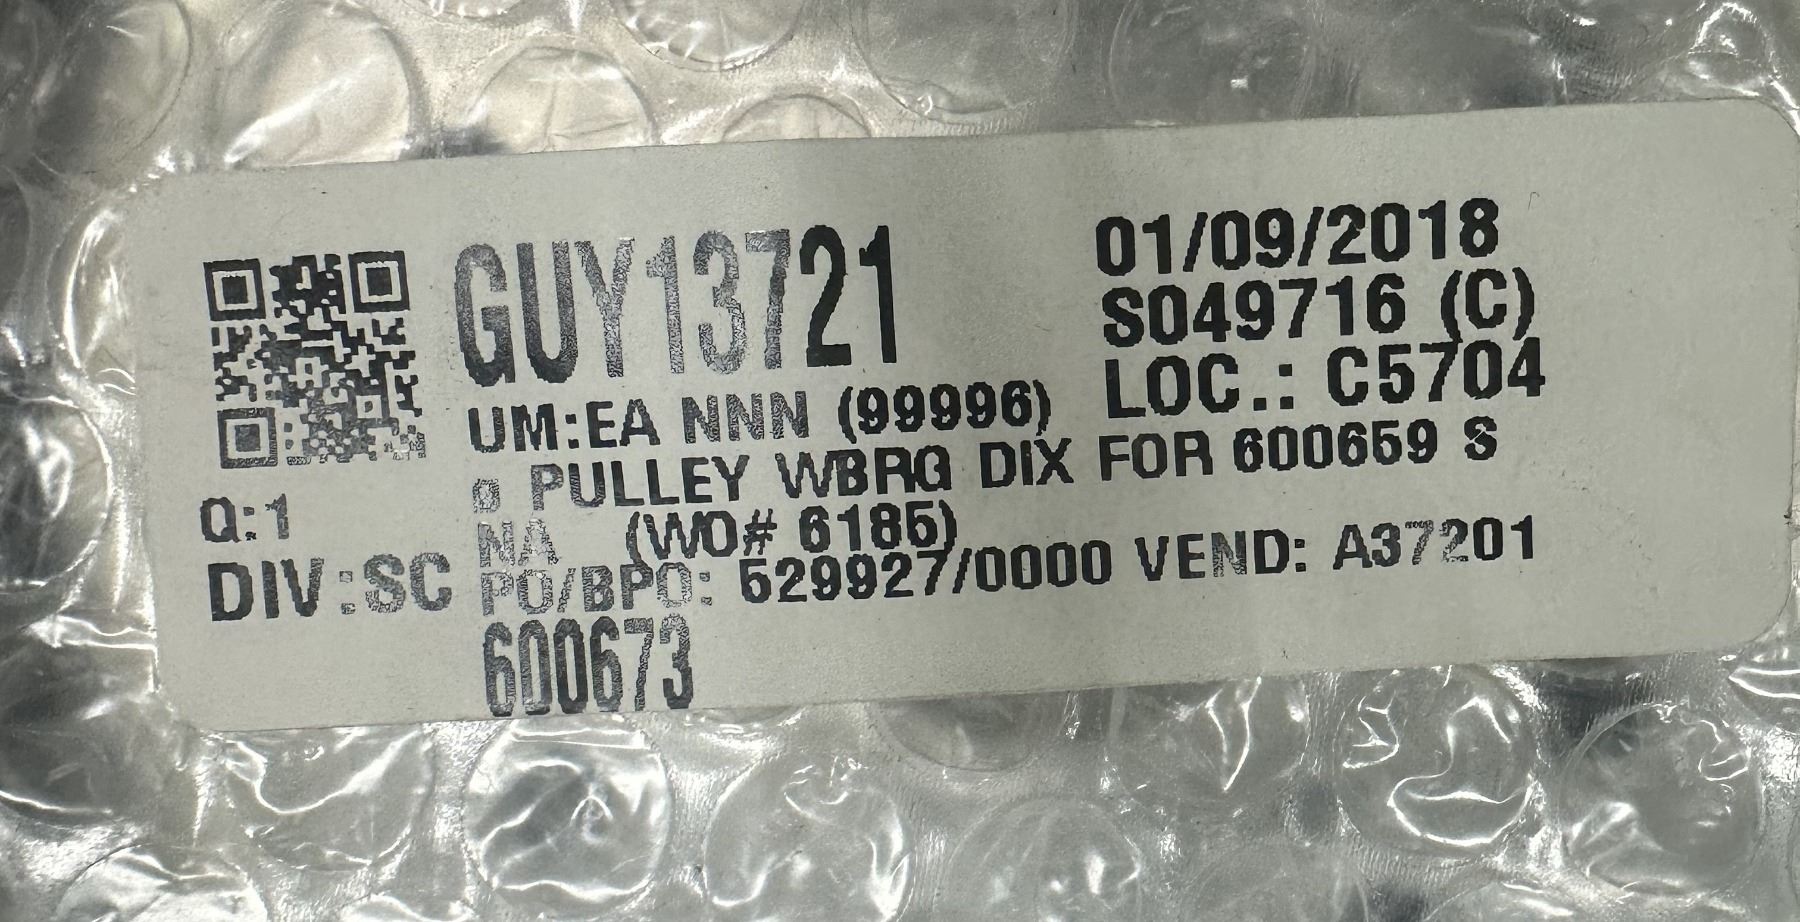 GUY13721
01/09/2018
S049716 (C)
LOC.: C5704
UM:EA NNN (99996)
PULLEY WBRG DIX FOR 600659 S
Q:1
NA (WO# 6185)
DIV.:SC
PO/BPO: 529927/0000 VEND: A37201
600673